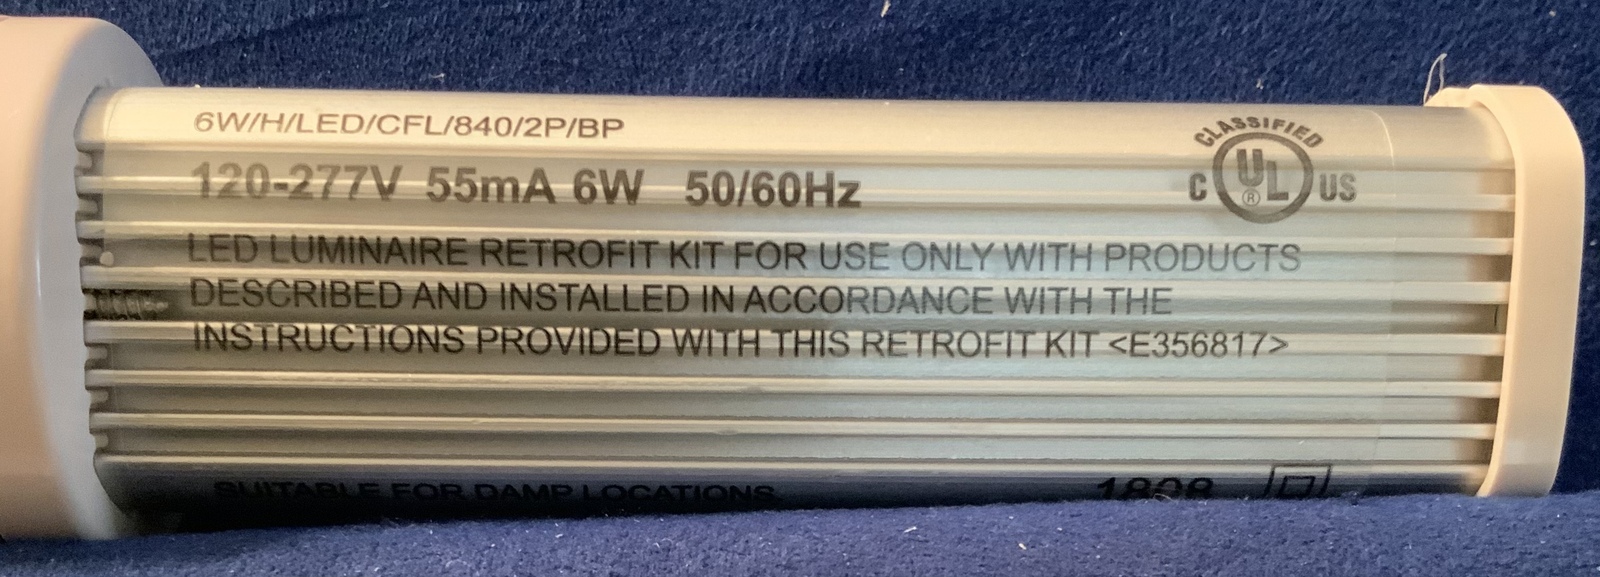 6W/H/LED/CFL/840/2P/BP
120-277V 55mA 6W 50/60Hz
CLASSIFIED
C UL ® US
LED LUMINAIRE RETROFIT KIT FOR USE ONLY WITH PRODUCTS
DESCRIBED AND INSTALLED IN ACCORDANCE WITH THE
INSTRUCTIONS PROVIDED WITH THIS RETROFIT KIT <E356817>
SUITABLE FOR DAMP LOCATIONS.